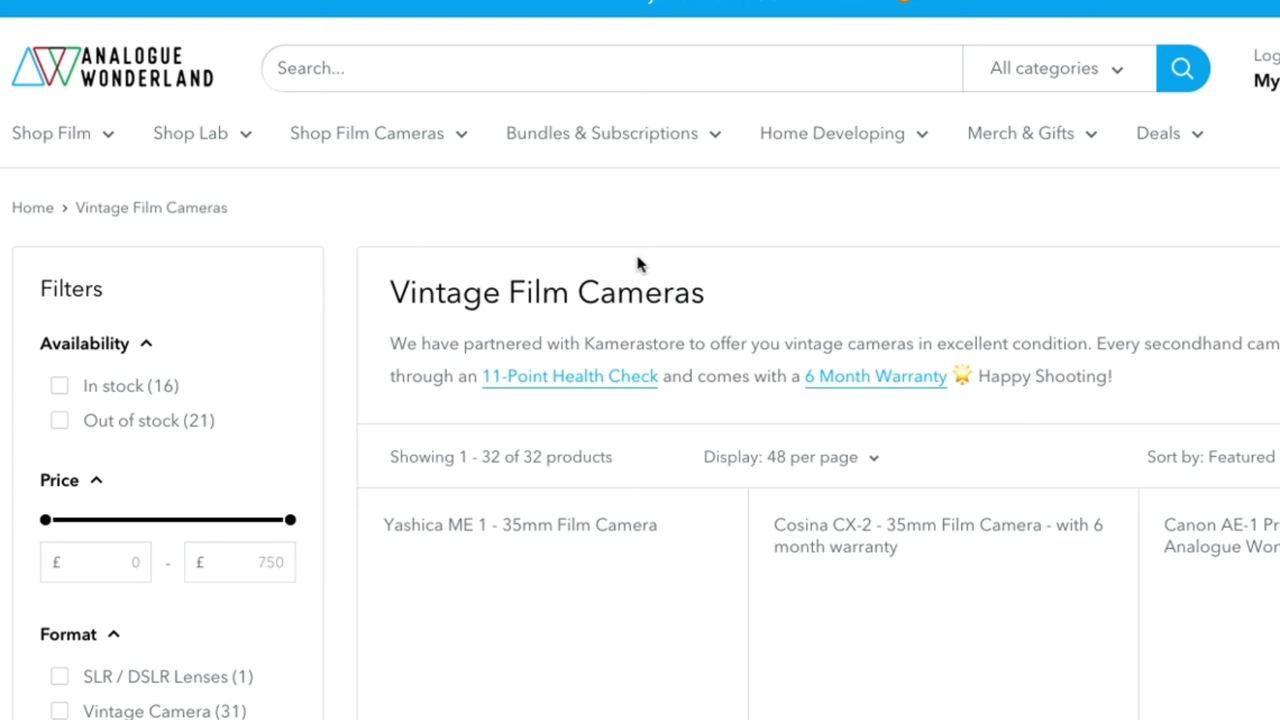 ANALOGUE
WONDERLAND
Search...
All categories
Log
My
Shop Film
Shop Lab
Shop Film Cameras
Bundles & Subscriptions
Home Developing
Merch & Gifts
Deals
Home > Vintage Film Cameras
Filters
Availability
In stock (16)
Out of stock (21)
Price
£ 0 - £ 750
Format
SLR / DSLR Lenses (1)
Vintage Camera (31)
Vintage Film Cameras
We have partnered with Kamerastore to offer you vintage cameras in excellent condition. Every secondhand cam
through an 11-Point Health Check and comes with a 6 Month Warranty 🌟 Happy Shooting!
Showing 1 - 32 of 32 products
Display: 48 per page
Sort by: Featured
Yashica ME 1 - 35mm Film Camera
Cosina CX-2 - 35mm Film Camera - with 6
month warranty
Canon AE-1 Pr
Analogue Won